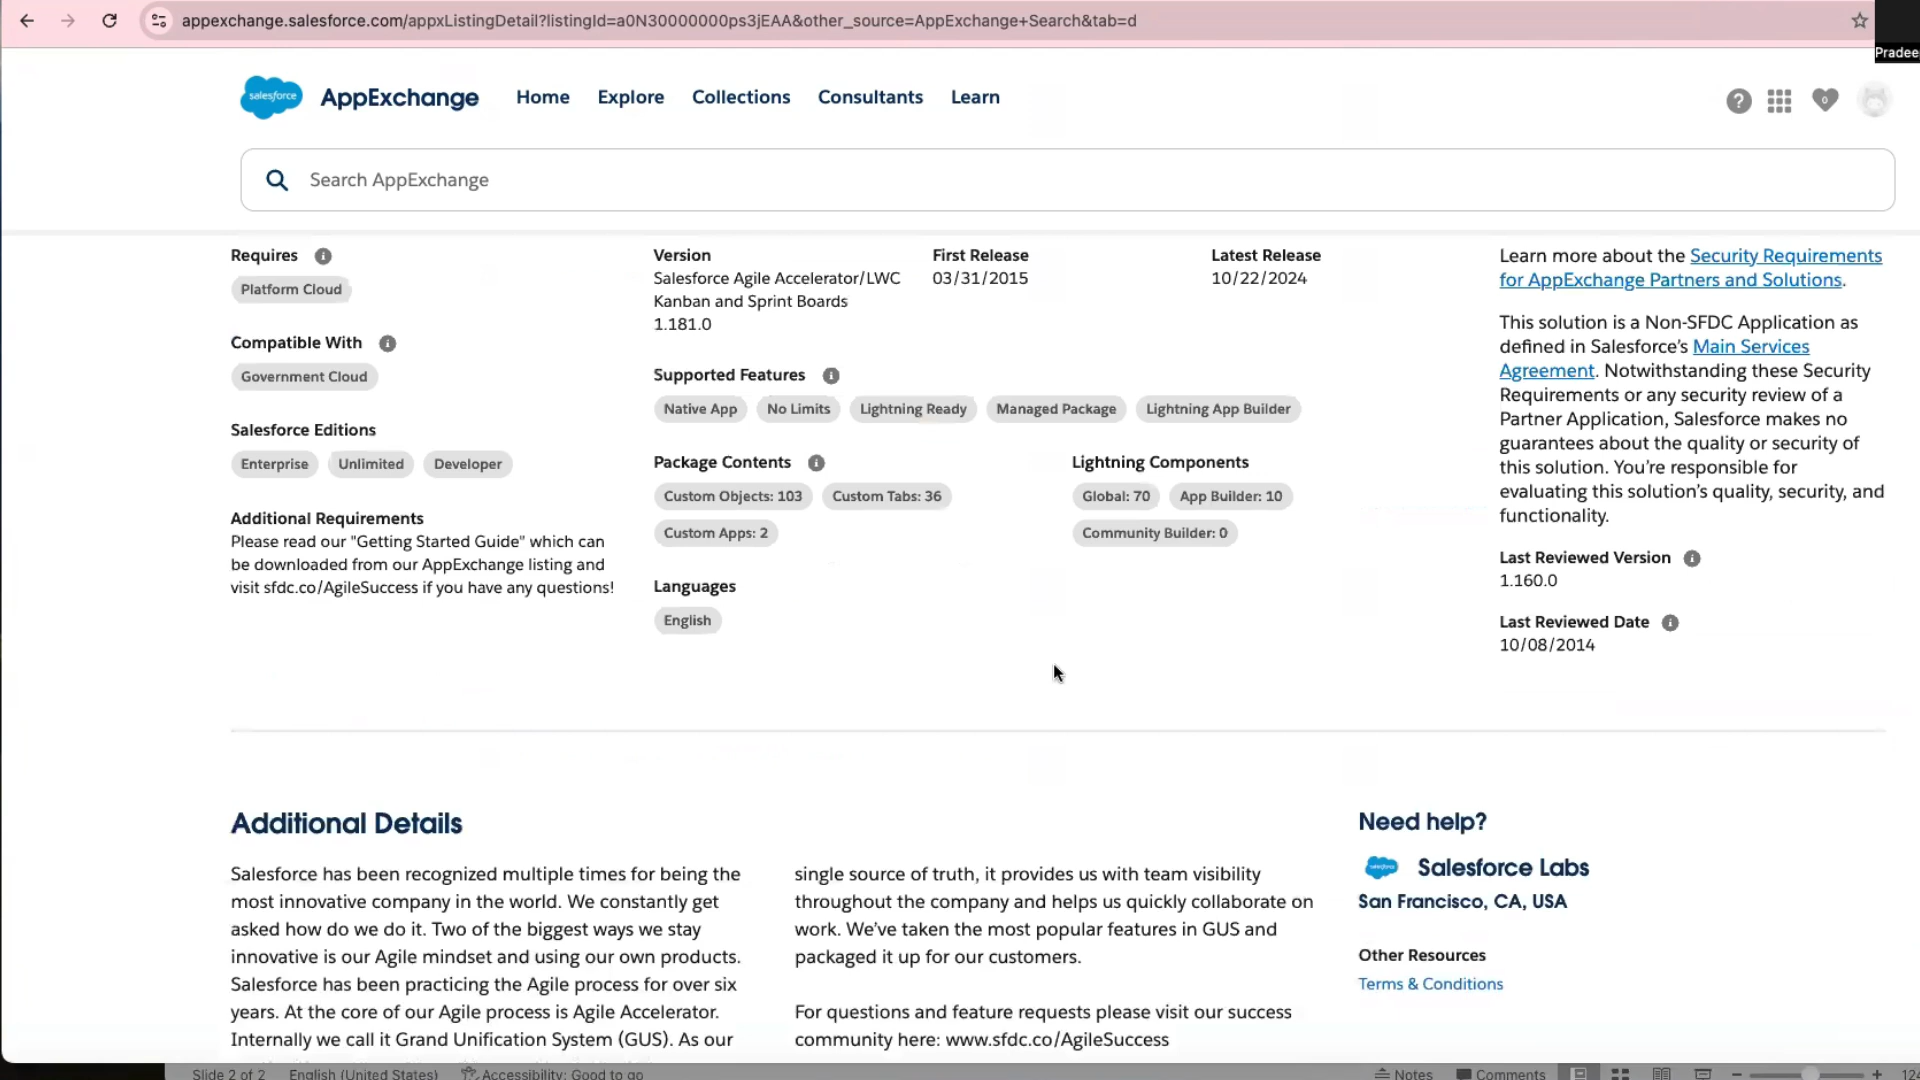 appexchange.salesforce.com/appxListingDetail?listingId=a0N30000000ps3jEAA&other_source=AppExchange+Search&tab=d
Pradee
salesforce
AppExchange
Home
Explore
Collections
Consultants
Learn
0
Search AppExchange
Requires
Platform Cloud
Compatible With
Government Cloud
Salesforce Editions
Enterprise
Unlimited
Developer
Additional Requirements
Please read our "Getting Started Guide" which can
be downloaded from our AppExchange listing and
visit sfdc.co/AgileSuccess if you have any questions!
Version
Salesforce Agile Accelerator/LWC
Kanban and Sprint Boards
1.181.0
First Release
03/31/2015
Latest Release
10/22/2024
Supported Features
Native App
No Limits
Lightning Ready
Managed Package
Lightning App Builder
Package Contents
Custom Objects: 103
Custom Tabs: 36
Custom Apps: 2
Lightning Components
Global: 70
App Builder: 10
Community Builder: 0
Languages
English
Learn more about the Security Requirements
for AppExchange Partners and Solutions.
This solution is a Non-SFDC Application as
defined in Salesforce's Main Services
Agreement. Notwithstanding these Security
Requirements or any security review of a
Partner Application, Salesforce makes no
guarantees about the quality or security of
this solution. You're responsible for
evaluating this solution's quality, security, and
functionality.
Last Reviewed Version
1.160.0
Last Reviewed Date
10/08/2014
Additional Details
Salesforce has been recognized multiple times for being the
most innovative company in the world. We constantly get
asked how do we do it. Two of the biggest ways we stay
innovative is our Agile mindset and using our own products.
Salesforce has been practicing the Agile process for over six
years. At the core of our Agile process is Agile Accelerator.
Internally we call it Grand Unification System (GUS). As our
single source of truth, it provides us with team visibility
throughout the company and helps us quickly collaborate on
work. We've taken the most popular features in GUS and
packaged it up for our customers.
For questions and feature requests please visit our success
community here: www.sfdc.co/AgileSuccess
Need help?
Salesforce Labs
San Francisco, CA, USA
Other Resources
Terms & Conditions
Slide 2 of 2
English (United States)
Accessibility: Good to go
Notes
Comments